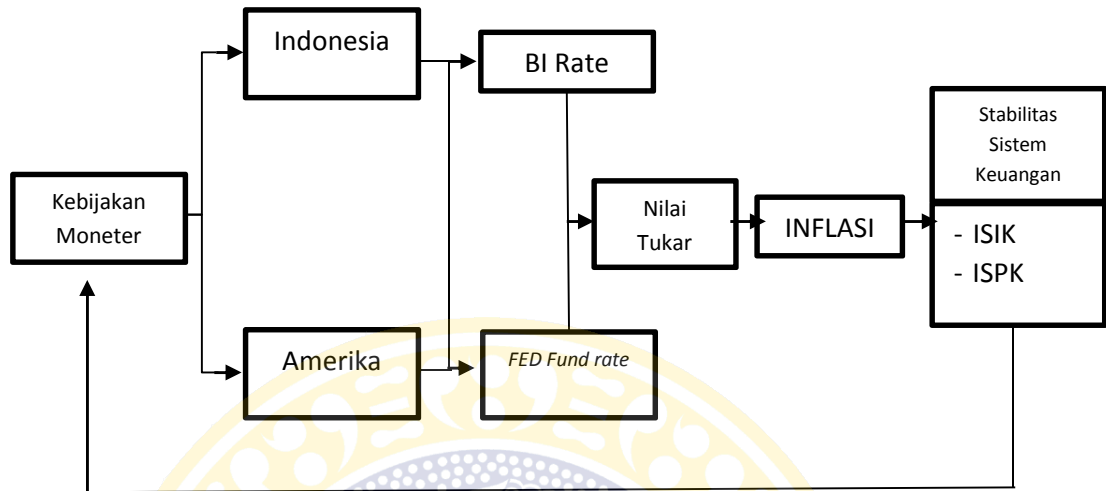 Indonesia
BI Rate
Stabilitas
Sistem
Keuangan
Kebijakan
Moneter
Nilai
Tukar
INFLASI
- ISIK
- ISPK
Amerika
FED Fund rate